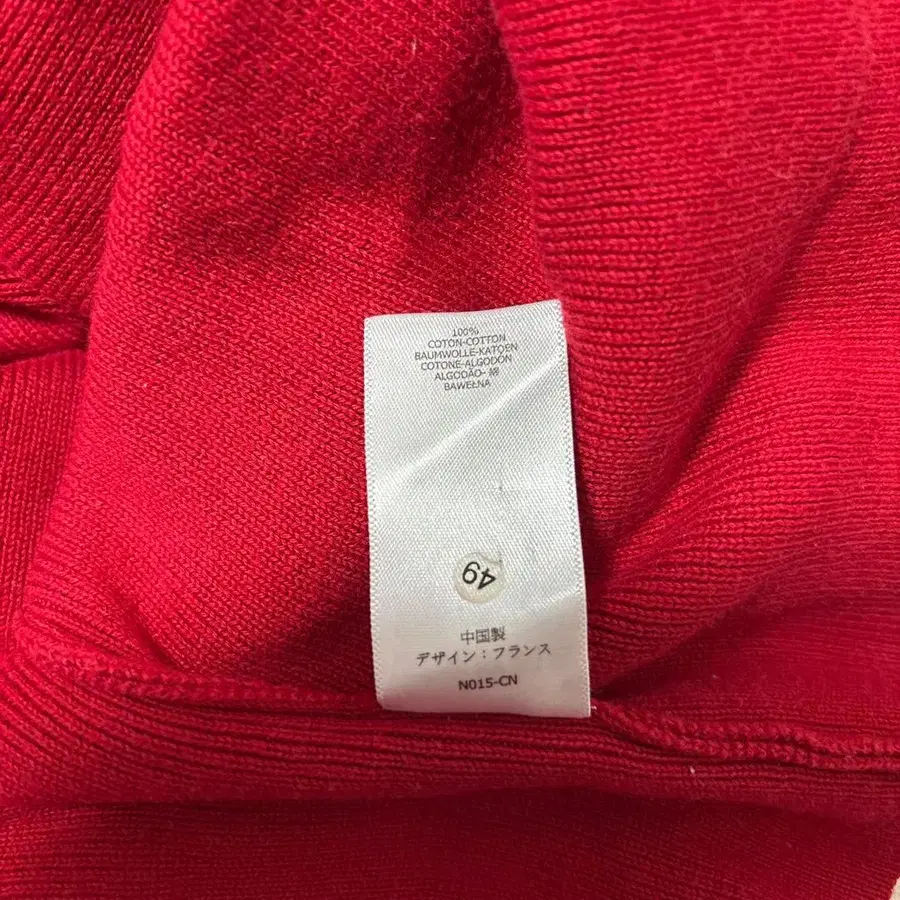 100%
COTON-COTTON
BAUMWOLLE-KATOEN
COTONE-ALGODON
ALGODÃO- 綿
BAWEŁNA
49
中国製
デザイン：フランス
N015-CN